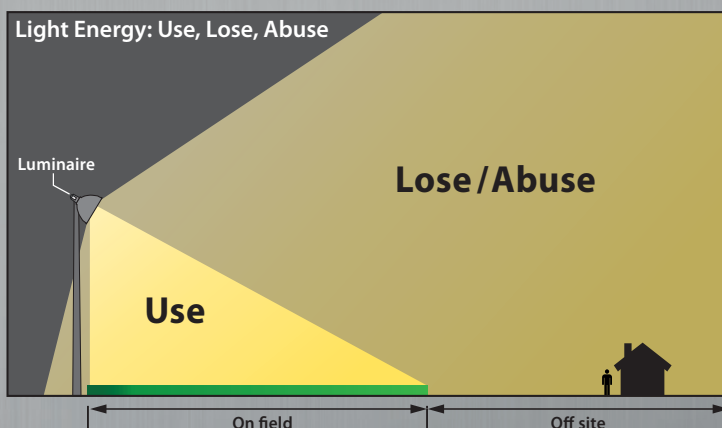 Light Energy: Use, Lose, Abuse
Luminaire
Lose/Abuse
Use
On field
Off site